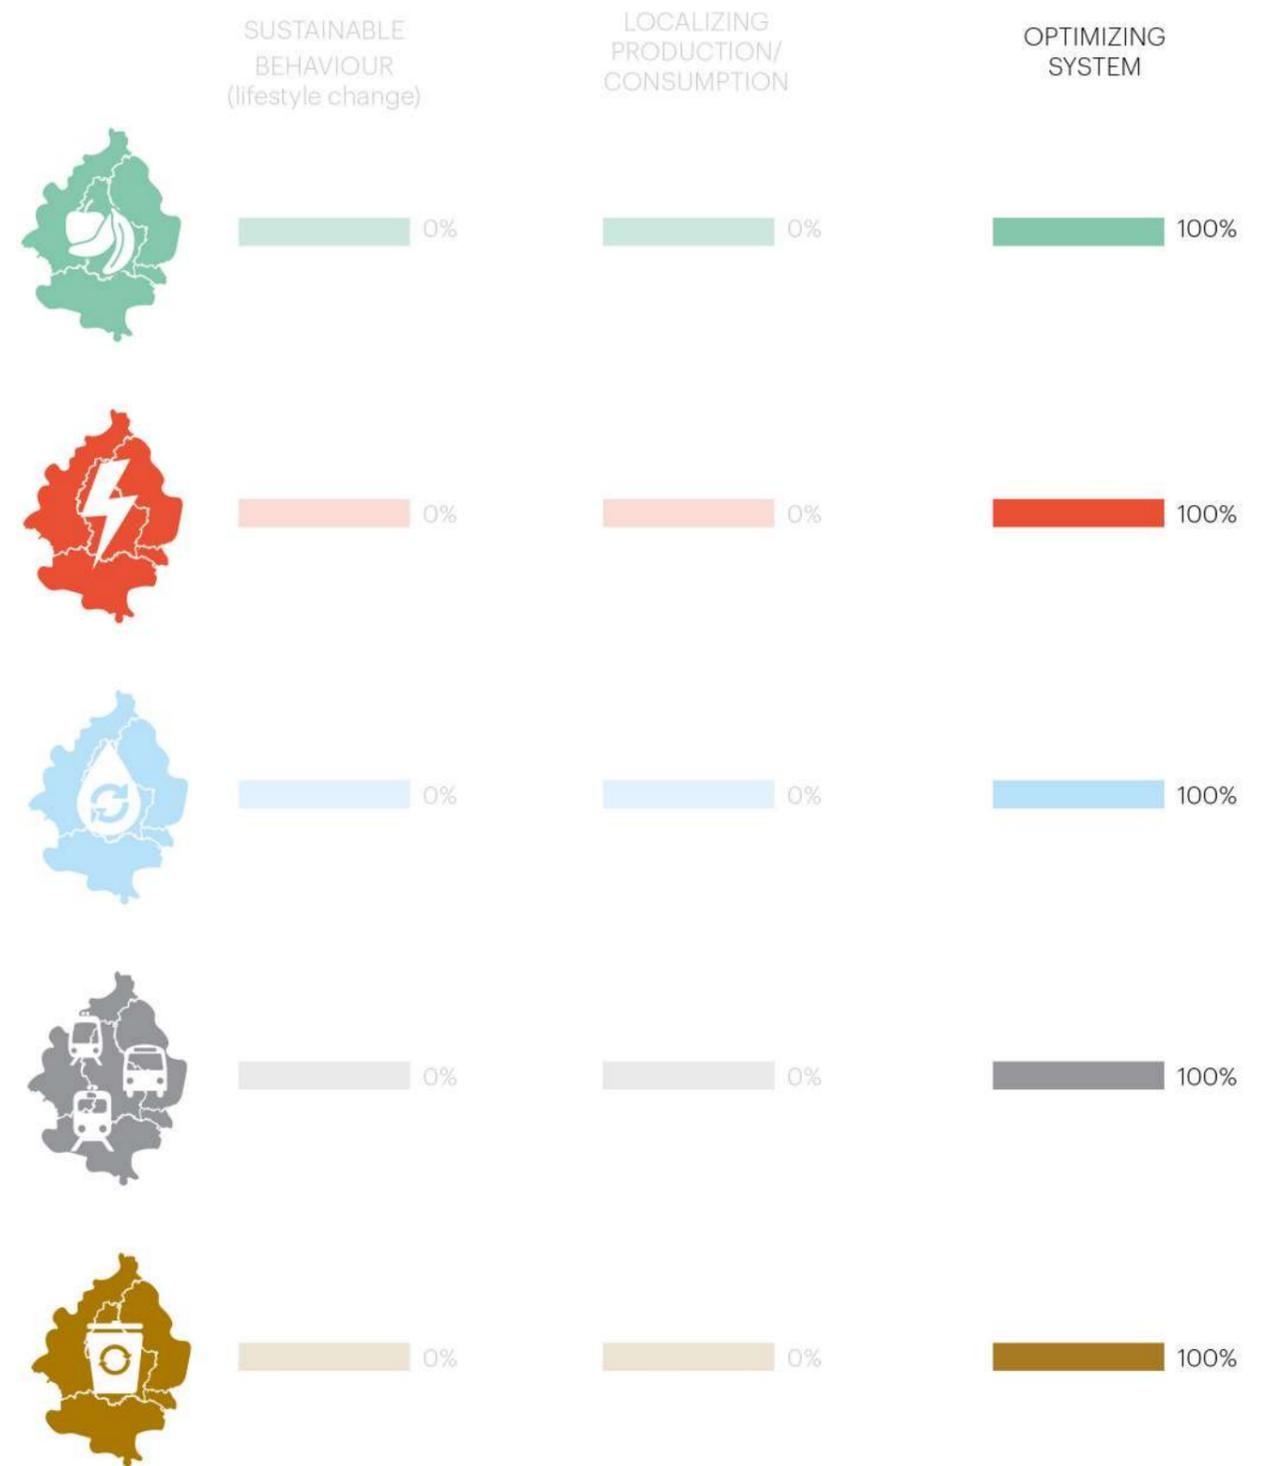 SUSTAINABLE
BEHAVIOUR
(lifestyle change)
LOCALIZING
PRODUCTION/
CONSUMPTION
OPTIMIZING
SYSTEM
0%
0%
100%
0%
0%
100%
0%
0%
100%
0%
0%
100%
0%
0%
100%